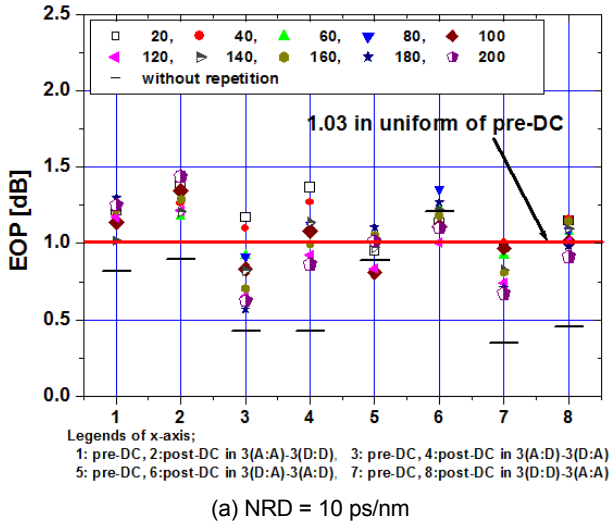 2.5
2.0
1.5
1.0
0.5
0.0
EOP [dB]
20, 40, 60, 80, 100
120, 140, 160, 180, 200
without repetition
1.03 in uniform of pre-DC
1 2 3 4 5 6 7 8
Legends of x-axis;
1: pre-DC, 2:post-DC in 3(A:A)-3(D:D), 3: pre-DC, 4:post-DC in 3(A:D)-3(D:A)
5: pre-DC, 6:post-DC in 3(D:A)-3(A:D), 7: pre-DC, 8:post-DC in 3(D:D)-3(A:A)
(a) NRD = 10 ps/nm